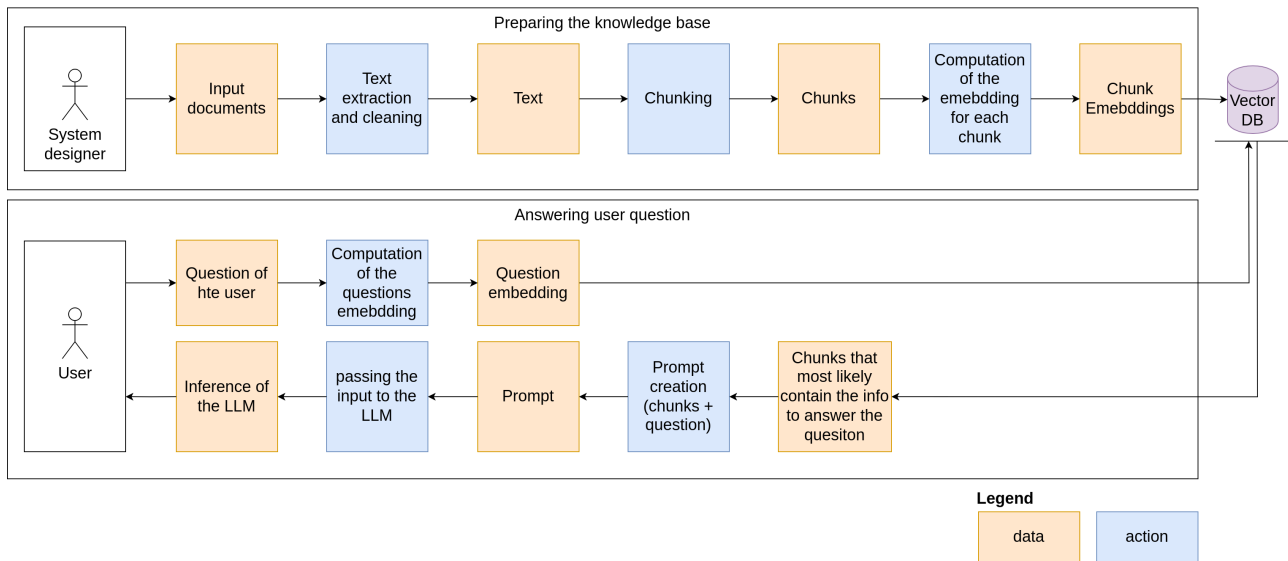 Preparing the knowledge base
System
designer
Input
documents
Text
extraction
and cleaning
Text
Chunking
Chunks
Computation
of the
emebdding
for each
chunk
Chunk
Emebddings
Vector
DB
Answering user question
User
Question of
hte user
Computation
of the
questions
emebdding
Question
embedding
Inference of
the LLM
passing the
input to the
LLM
Prompt
Prompt
creation
(chunks +
question)
Chunks that
most likely
contain the info
to answer the
quesiton
Legend
data
action